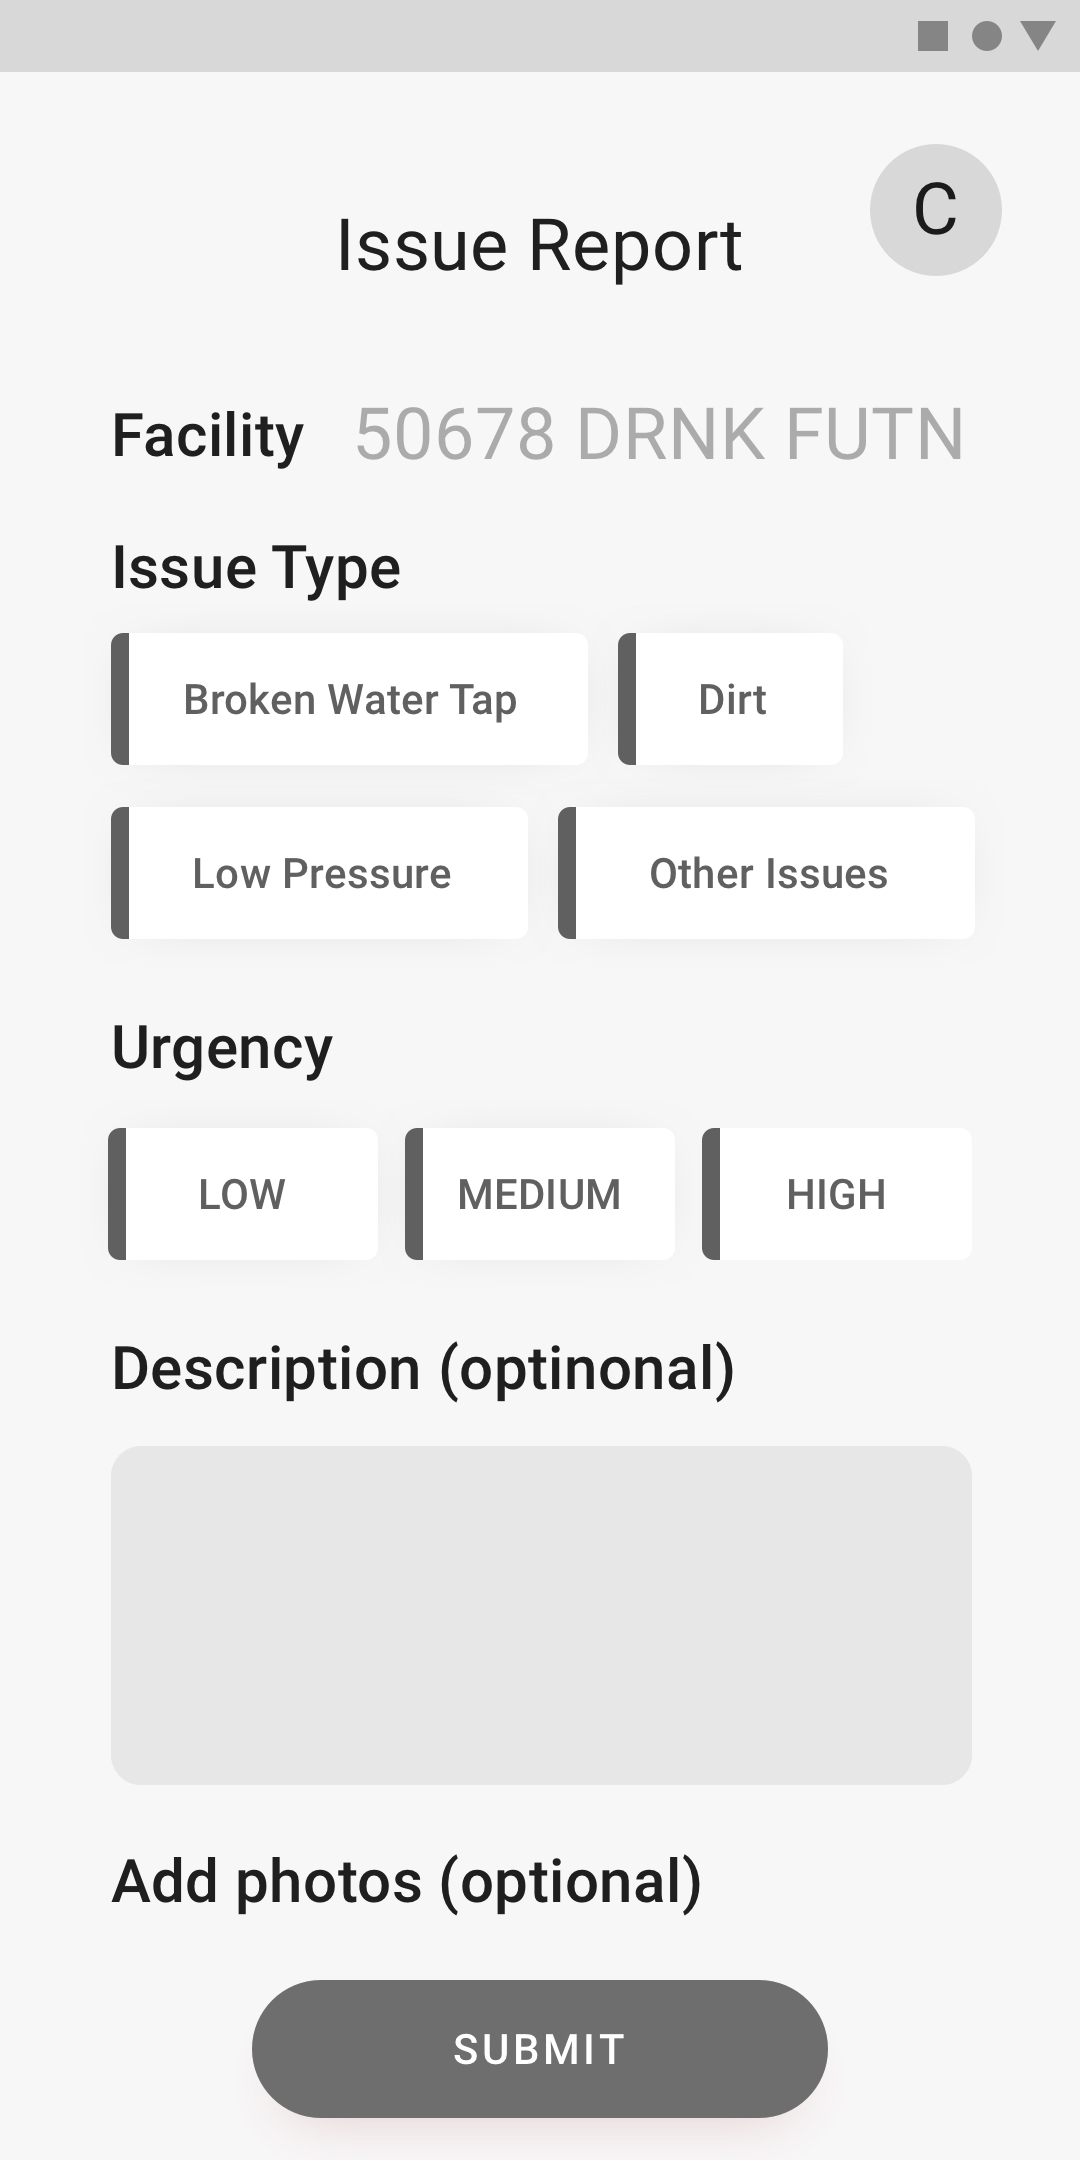 C
Issue Report
Facility 50678 DRNK FUTN
Issue Type
Broken Water Tap
Dirt
Low Pressure
Other Issues
Urgency
LOW
MEDIUM
HIGH
Description (optinonal)
Add photos (optional)
SUBMIT